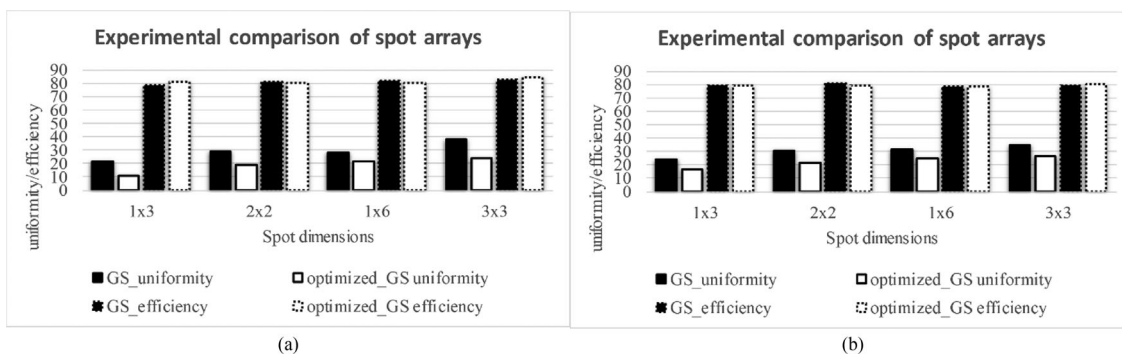 Experimental comparison of spot arrays
uniformity/efficiency
90
80
70
60
50
40
30
20
10
0
1x3 2x2 1x6 3x3
Spot dimensions
GS_uniformity optimized_GS uniformity
GS_efficiency optimized_GS efficiency
(a)
Experimental comparison of spot arrays
uniformity/efficiency
90
80
70
60
50
40
30
20
10
0
1x3 2x2 1x6 3x3
Spot dimensions
GS_uniformity optimized_GS uniformity
GS_efficiency optimized_GS efficiency
(b)